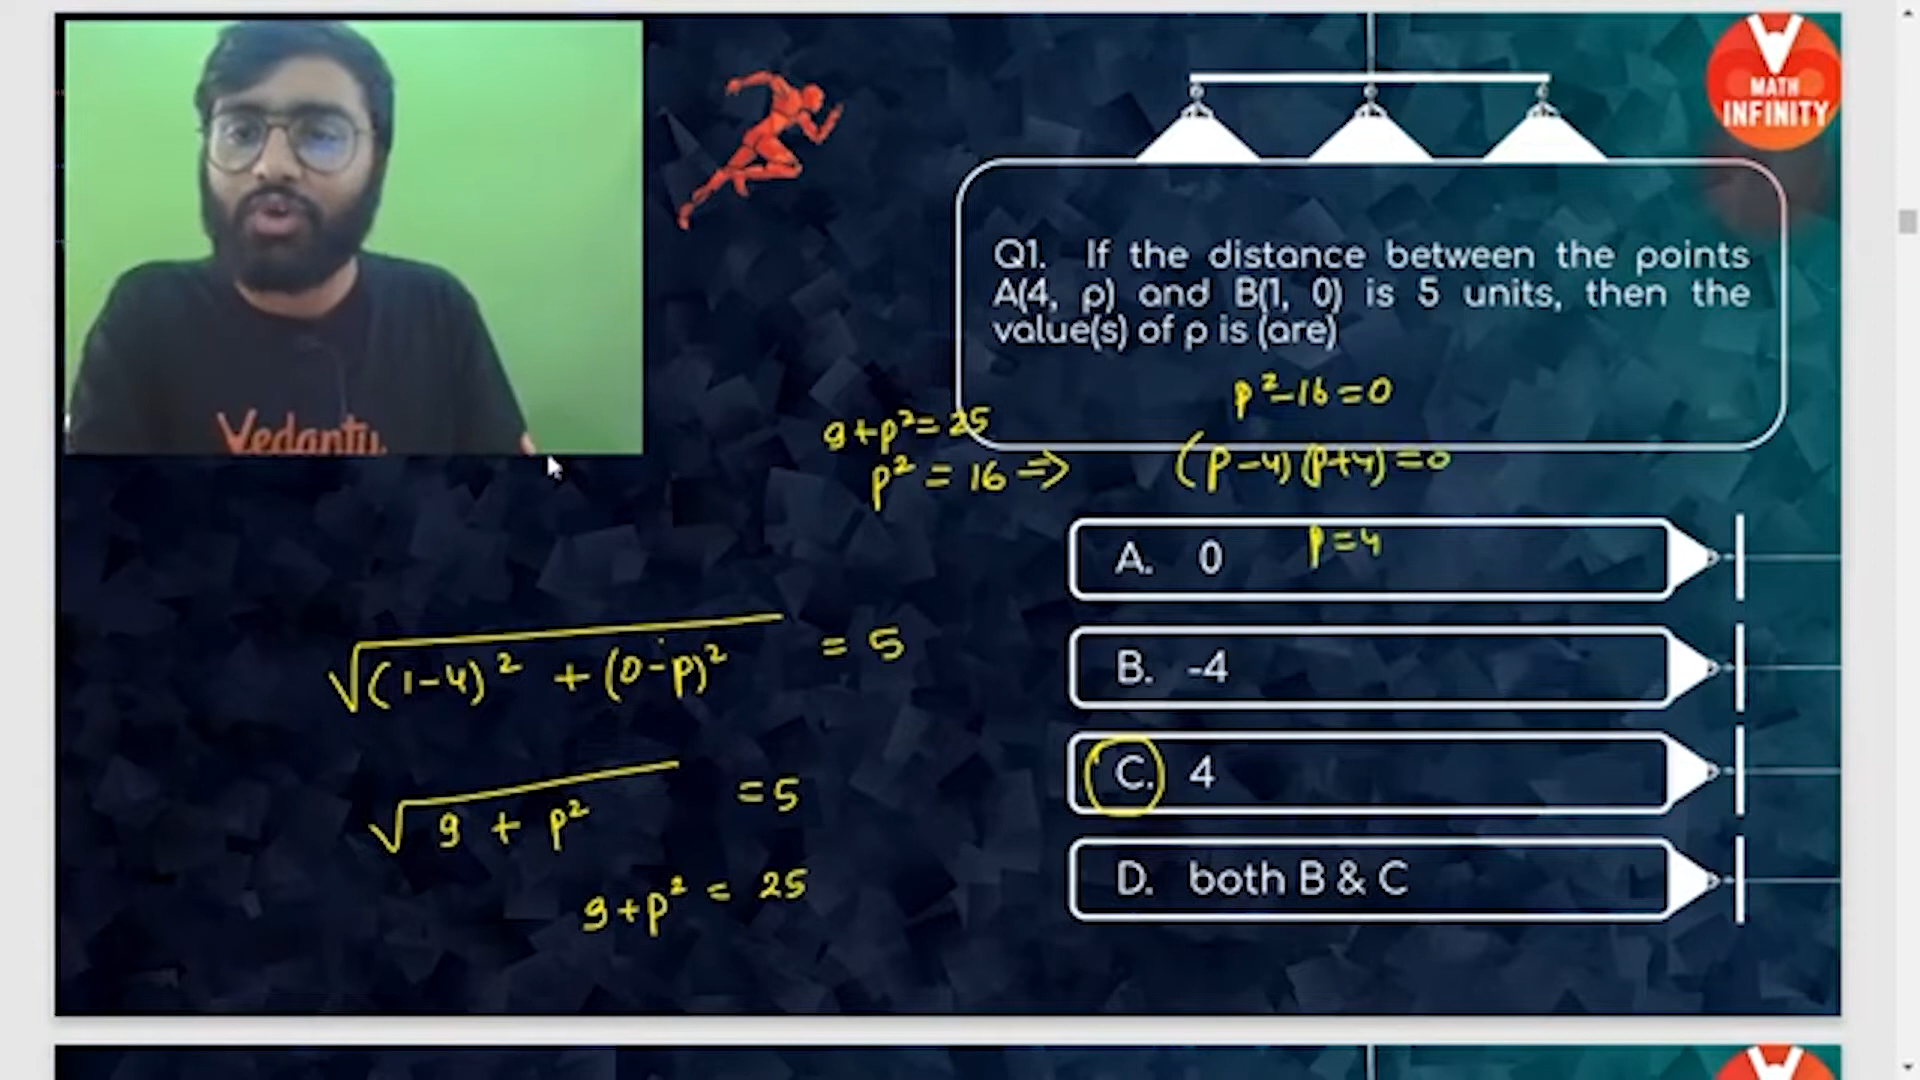 MATH
INFINITY
Q1. If the distance between the points
A(4, p) and B(1, 0) is 5 units, then the
value(s) of p is (are)
p²-16=0
9+p²=25
p²=16⇒
(p-4)(p+4)=0
A. 0
p=4
B. -4
C. 4
D. both B & C
√(1-4)²+(0-p)² = 5
√9+p² =5
9+p² = 25
Vedantu